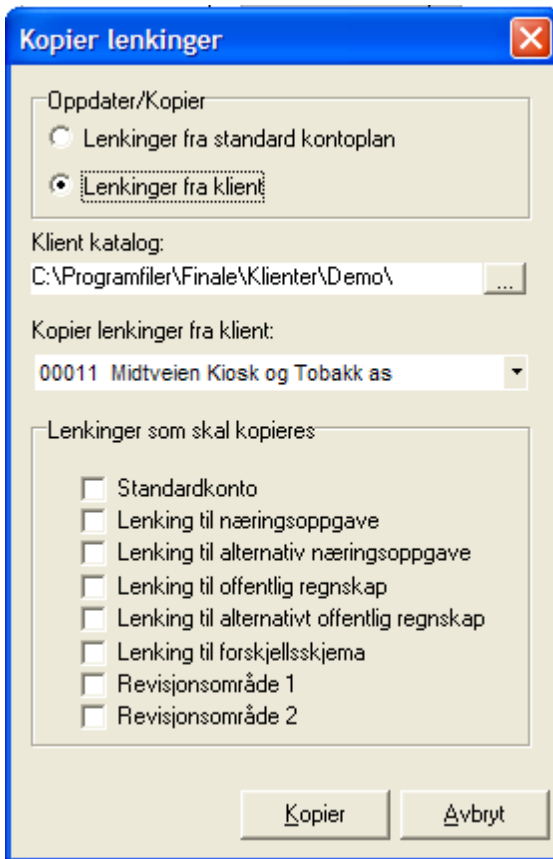 Kopier lenkinger
Oppdater/Kopier
Lenkinger fra standard kontoplan
Lenkinger fra klient
Klient katalog:
C:\Programfiler\Finale\Klienter\Demo\
...
Kopier lenkinger fra klient:
00011 Midtveien Kiosk og Tobakk as
Lenkinger som skal kopieres
Standardkonto
Lenking til næringsoppgave
Lenking til alternativ næringsoppgave
Lenking til offentlig regnskap
Lenking til alternativt offentlig regnskap
Lenking til forskjellsskjema
Revisjonsområde 1
Revisjonsområde 2
Kopier
Avbryt